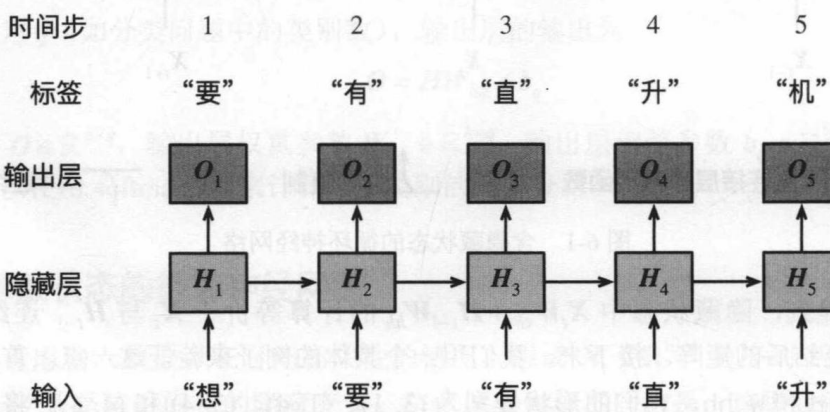 时间步 1 2 3 4 5
标签 “要” “有” “直” “升” “机”
输出层 O₁ O₂ O₃ O₄ O₅
隐藏层 H₁ H₂ H₃ H₄ H₅
输入 “想” “要” “有” “直” “升”